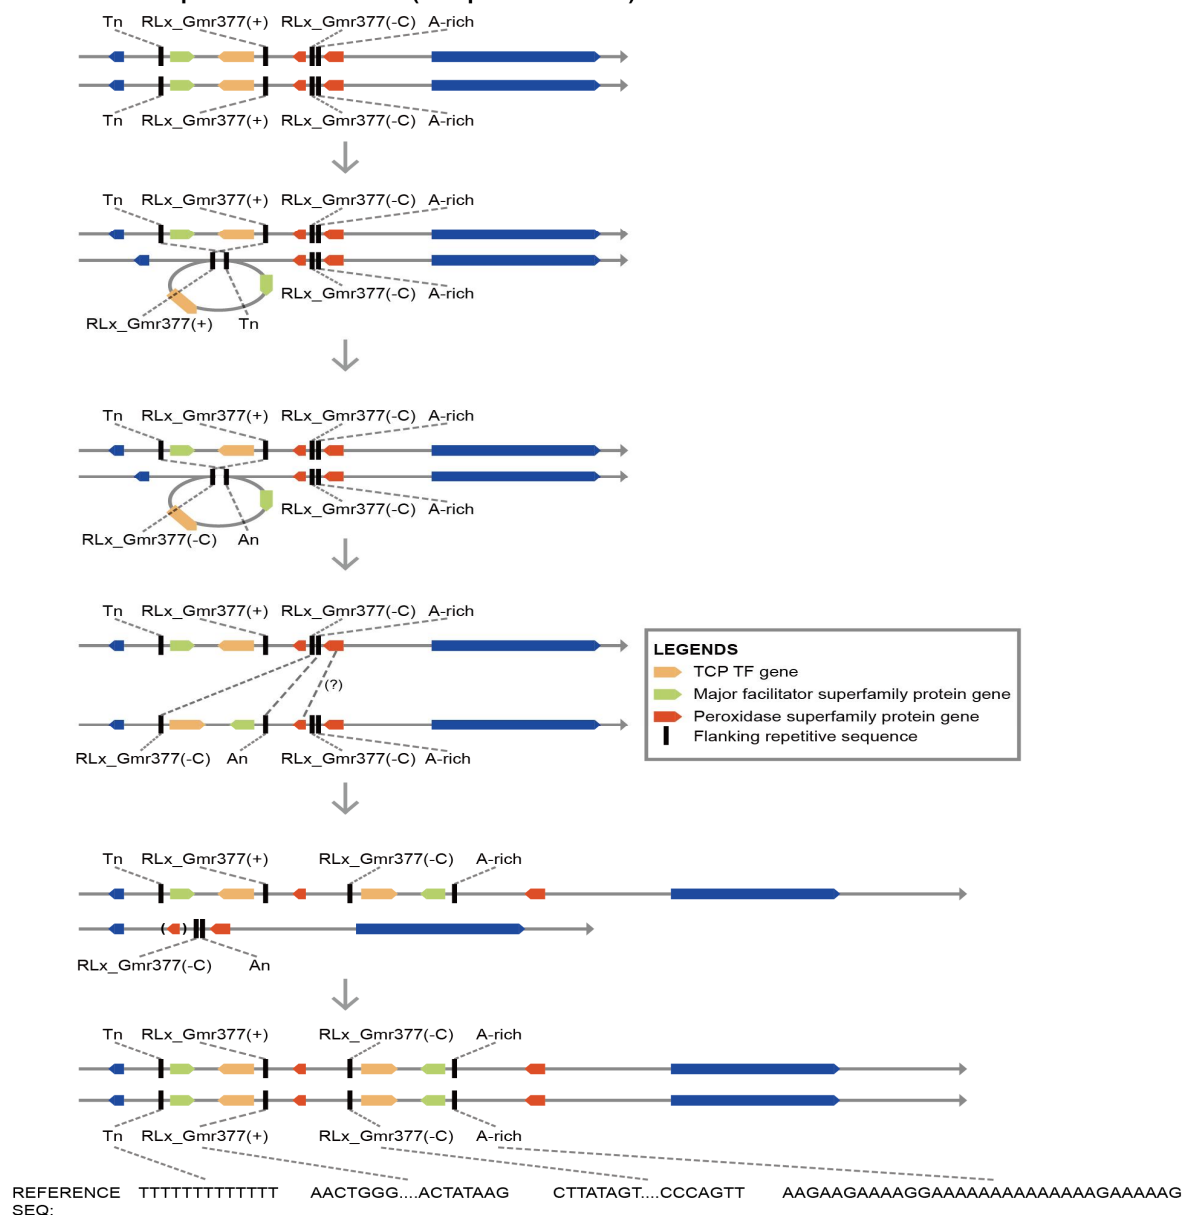 Tn RLx_Gmr377(+) RLx_Gmr377(-C) A-rich
Tn RLx_Gmr377(+) RLx_Gmr377(-C) A-rich
Tn RLx_Gmr377(+) RLx_Gmr377(-C) A-rich
RLx_Gmr377(-C) A-rich
RLx_Gmr377(+) Tn
Tn RLx_Gmr377(+) RLx_Gmr377(-C) A-rich
RLx_Gmr377(-C) A-rich
RLx_Gmr377(-C) An
Tn RLx_Gmr377(+) RLx_Gmr377(-C) A-rich
(?)
RLx_Gmr377(-C) An RLx_Gmr377(-C) A-rich
LEGENDS
TCP TF gene
Major facilitator superfamily protein gene
Peroxidase superfamily protein gene
Flanking repetitive sequence
Tn RLx_Gmr377(+) RLx_Gmr377(-C) A-rich
( )
RLx_Gmr377(-C) An
Tn RLx_Gmr377(+) RLx_Gmr377(-C) A-rich
Tn RLx_Gmr377(+) RLx_Gmr377(-C) A-rich
REFERENCE TTTTTTTTTTTTTT AACTGGG....ACTATAAG CTTATAGT....CCCAGTT AAGAAGAAAAGGAAAAAAAAAAAAAAAGAAAAAG
SEQ: